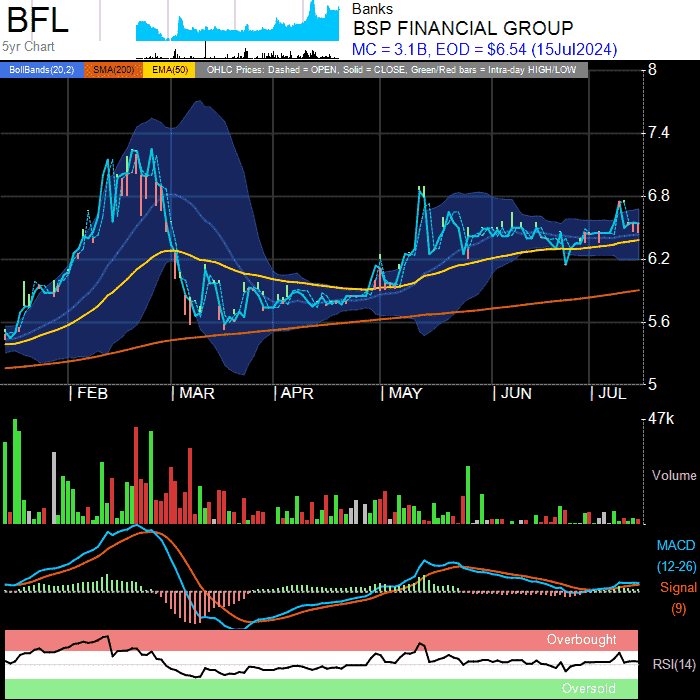 BFL
5yr Chart
Banks
BSP FINANCIAL GROUP
MC = 3.1B, EOD = $6.54 (15Jul2024)
BollBands(20,2) SMA(200) EMA(50) OHLC Prices: Dashed = OPEN, Solid = CLOSE, Green/Red bars = Intra-day HIGH/LOW
8
7.4
6.8
6.2
5.6
5
| FEB | MAR | APR | MAY | JUN | JUL
47k
Volume
MACD
(12-26)
Signal
(9)
Overbought
RSI(14)
Oversold